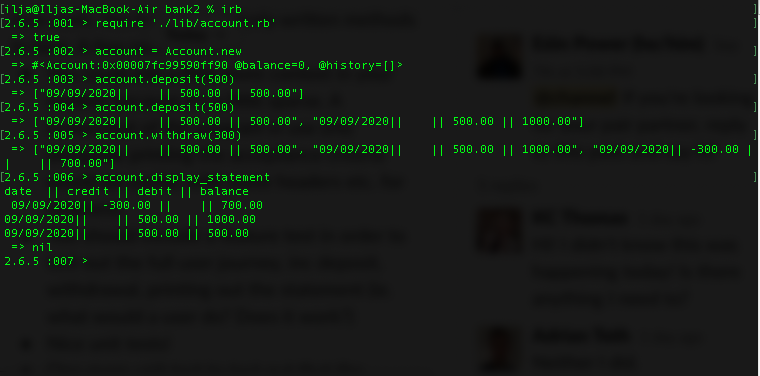 [ilja@Iljas-MacBook-Air bank2 % irb ]
[2.6.5 :001 > require './lib/account.rb' ]
 => true
[2.6.5 :002 > account = Account.new ]
 => #<Account:0x00007fc99590ff90 @balance=0, @history=[]>
[2.6.5 :003 > account.deposit(500) ]
 => ["09/09/2020||    || 500.00 || 500.00"]
[2.6.5 :004 > account.deposit(500) ]
 => ["09/09/2020||    || 500.00 || 500.00", "09/09/2020||    || 500.00 || 1000.00"]
[2.6.5 :005 > account.withdraw(300) ]
 => ["09/09/2020||    || 500.00 || 500.00", "09/09/2020||    || 500.00 || 1000.00", "09/09/2020|| -300.00 |
|    || 700.00"]
[2.6.5 :006 > account.display_statement ]
date  || credit || debit || balance
 09/09/2020|| -300.00 ||    || 700.00
09/09/2020||    || 500.00 || 1000.00
09/09/2020||    || 500.00 || 500.00
 => nil
2.6.5 :007 >